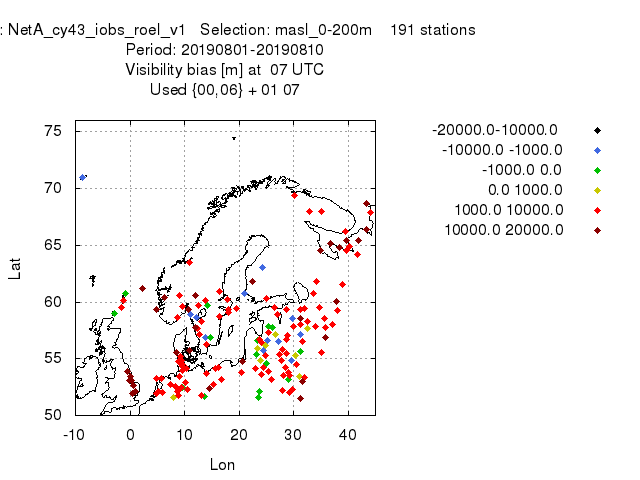 : NetA_cy43_iobs_roel_v1 Selection: masl_0-200m 191 stations
Period: 20190801-20190810
Visibility bias [m] at 07 UTC
Used {00,06} + 01 07
-20000.0-10000.0
-10000.0 -1000.0
-1000.0 0.0
0.0 1000.0
1000.0 10000.0
10000.0 20000.0
75
70
65
60
55
50
Lat
-10 0 10 20 30 40
Lon